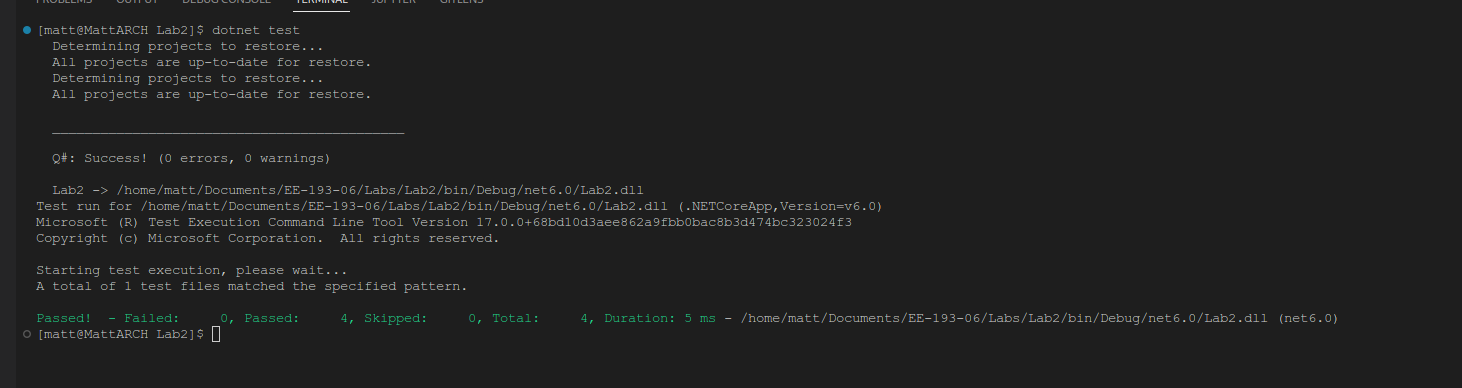 PROBLEMS OUTPUT DEBUG CONSOLE TERMINAL JUPYTER GITLENS
[matt@MattARCH Lab2]$ dotnet test
Determining projects to restore...
All projects are up-to-date for restore.
Determining projects to restore...
All projects are up-to-date for restore.
____________________________________________
Q#: Success! (0 errors, 0 warnings)
Lab2 -> /home/matt/Documents/EE-193-06/Labs/Lab2/bin/Debug/net6.0/Lab2.dll
Test run for /home/matt/Documents/EE-193-06/Labs/Lab2/bin/Debug/net6.0/Lab2.dll (.NETCoreApp,Version=v6.0)
Microsoft (R) Test Execution Command Line Tool Version 17.0.0+68bd10d3aee862a9fbb0bac8b3d474bc323024f3
Copyright (c) Microsoft Corporation.  All rights reserved.
Starting test execution, please wait...
A total of 1 test files matched the specified pattern.
Passed!  - Failed:     0, Passed:     4, Skipped:     0, Total:     4, Duration: 5 ms - /home/matt/Documents/EE-193-06/Labs/Lab2/bin/Debug/net6.0/Lab2.dll (net6.0)
[matt@MattARCH Lab2]$